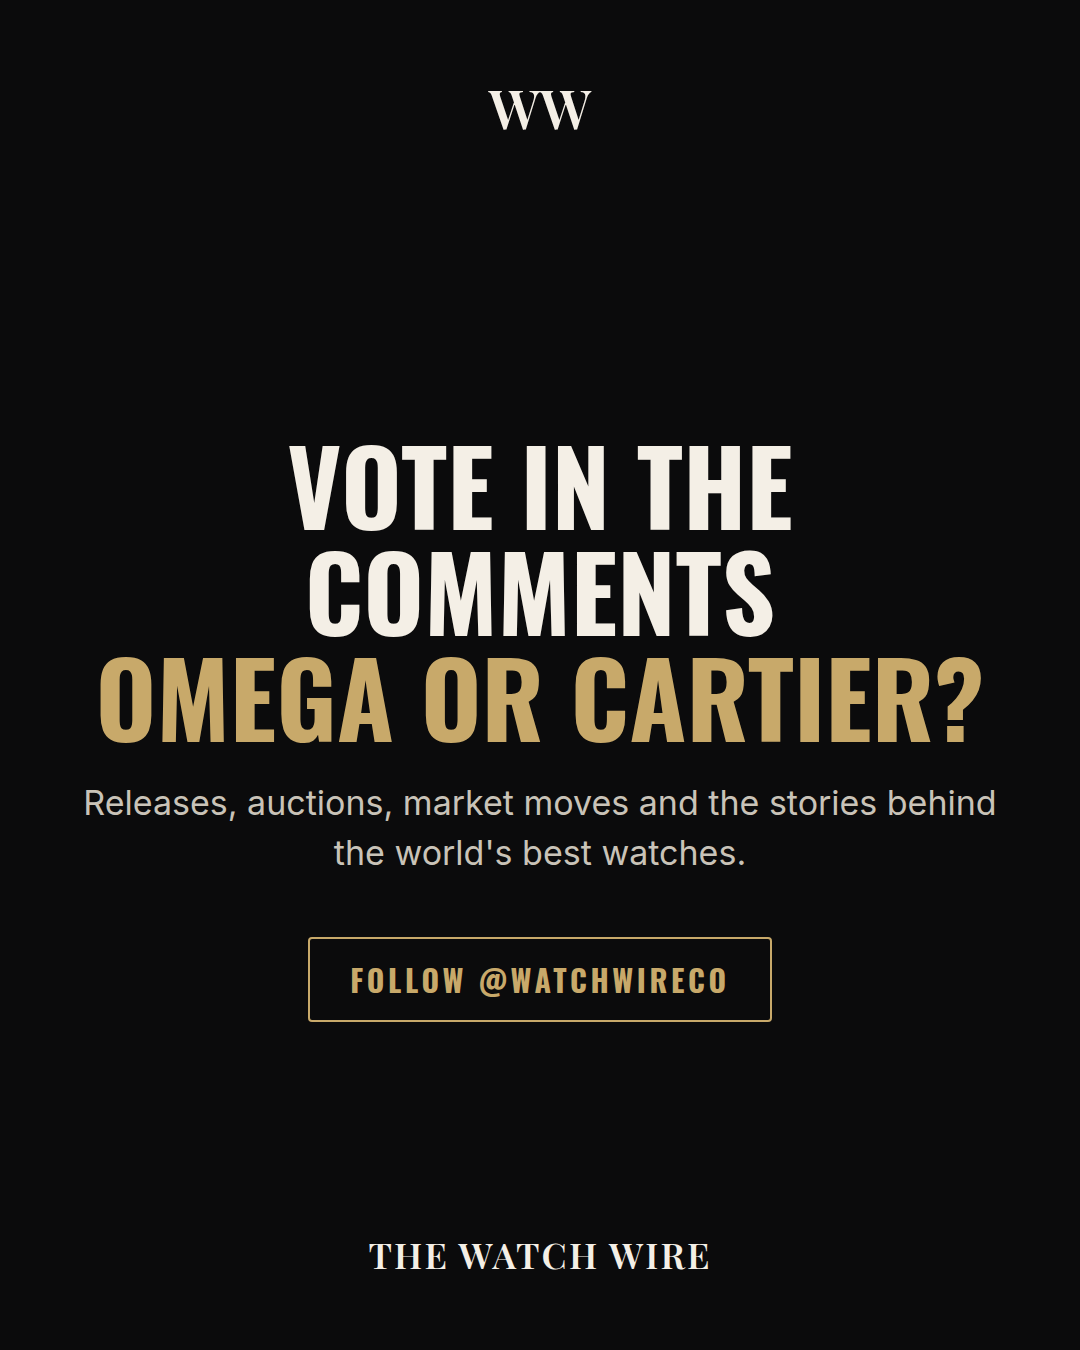 WW
VOTE IN THE
COMMENTS
OMEGA OR CARTIER?
Releases, auctions, market moves and the stories behind
the world's best watches.
FOLLOW @WATCHWIRECO
THE WATCH WIRE